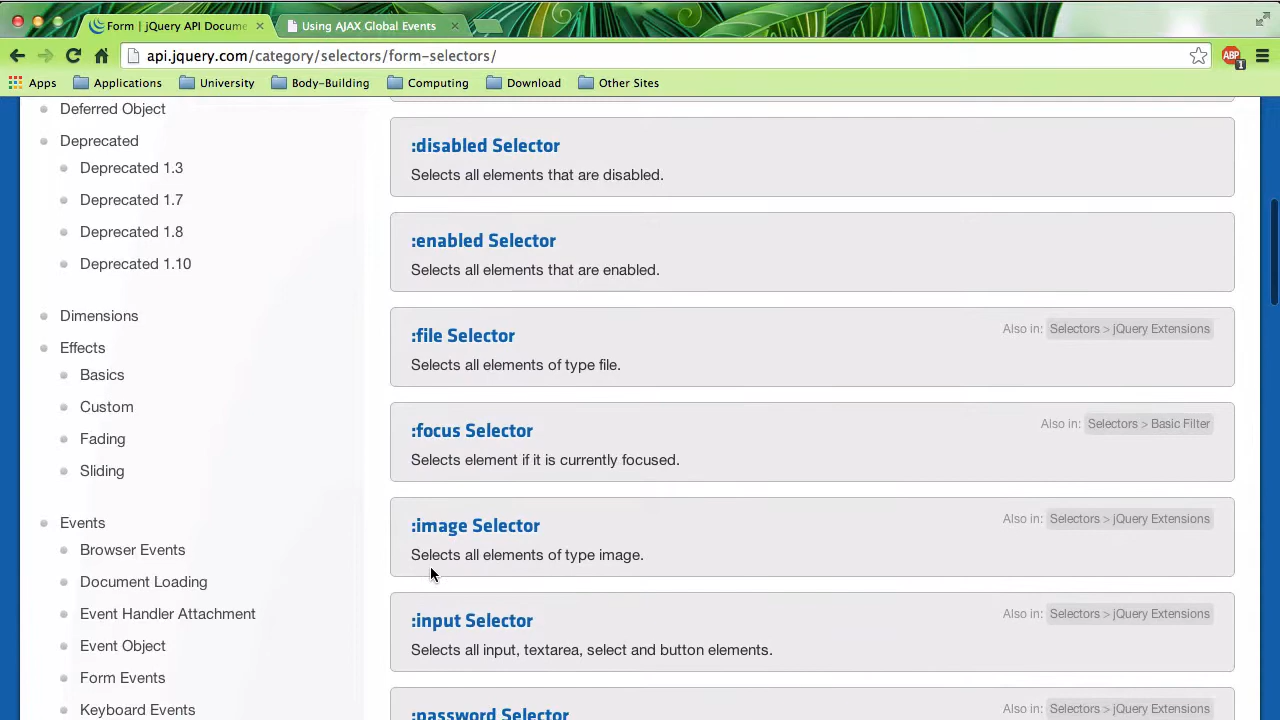 Form | jQuery API Docume
Using AJAX Global Events
api.jquery.com/category/selectors/form-selectors/
ABP
1
Apps
Applications
University
Body-Building
Computing
Download
Other Sites
Deferred Object
Deprecated
Deprecated 1.3
Deprecated 1.7
Deprecated 1.8
Deprecated 1.10
Dimensions
Effects
Basics
Custom
Fading
Sliding
Events
Browser Events
Document Loading
Event Handler Attachment
Event Object
Form Events
Keyboard Events
:disabled Selector
Selects all elements that are disabled.
:enabled Selector
Selects all elements that are enabled.
:file Selector
Also in: Selectors > jQuery Extensions
Selects all elements of type file.
:focus Selector
Also in: Selectors > Basic Filter
Selects element if it is currently focused.
:image Selector
Also in: Selectors > jQuery Extensions
Selects all elements of type image.
:input Selector
Also in: Selectors > jQuery Extensions
Selects all input, textarea, select and button elements.
:password Selector
Also in: Selectors > jQuery Extensions